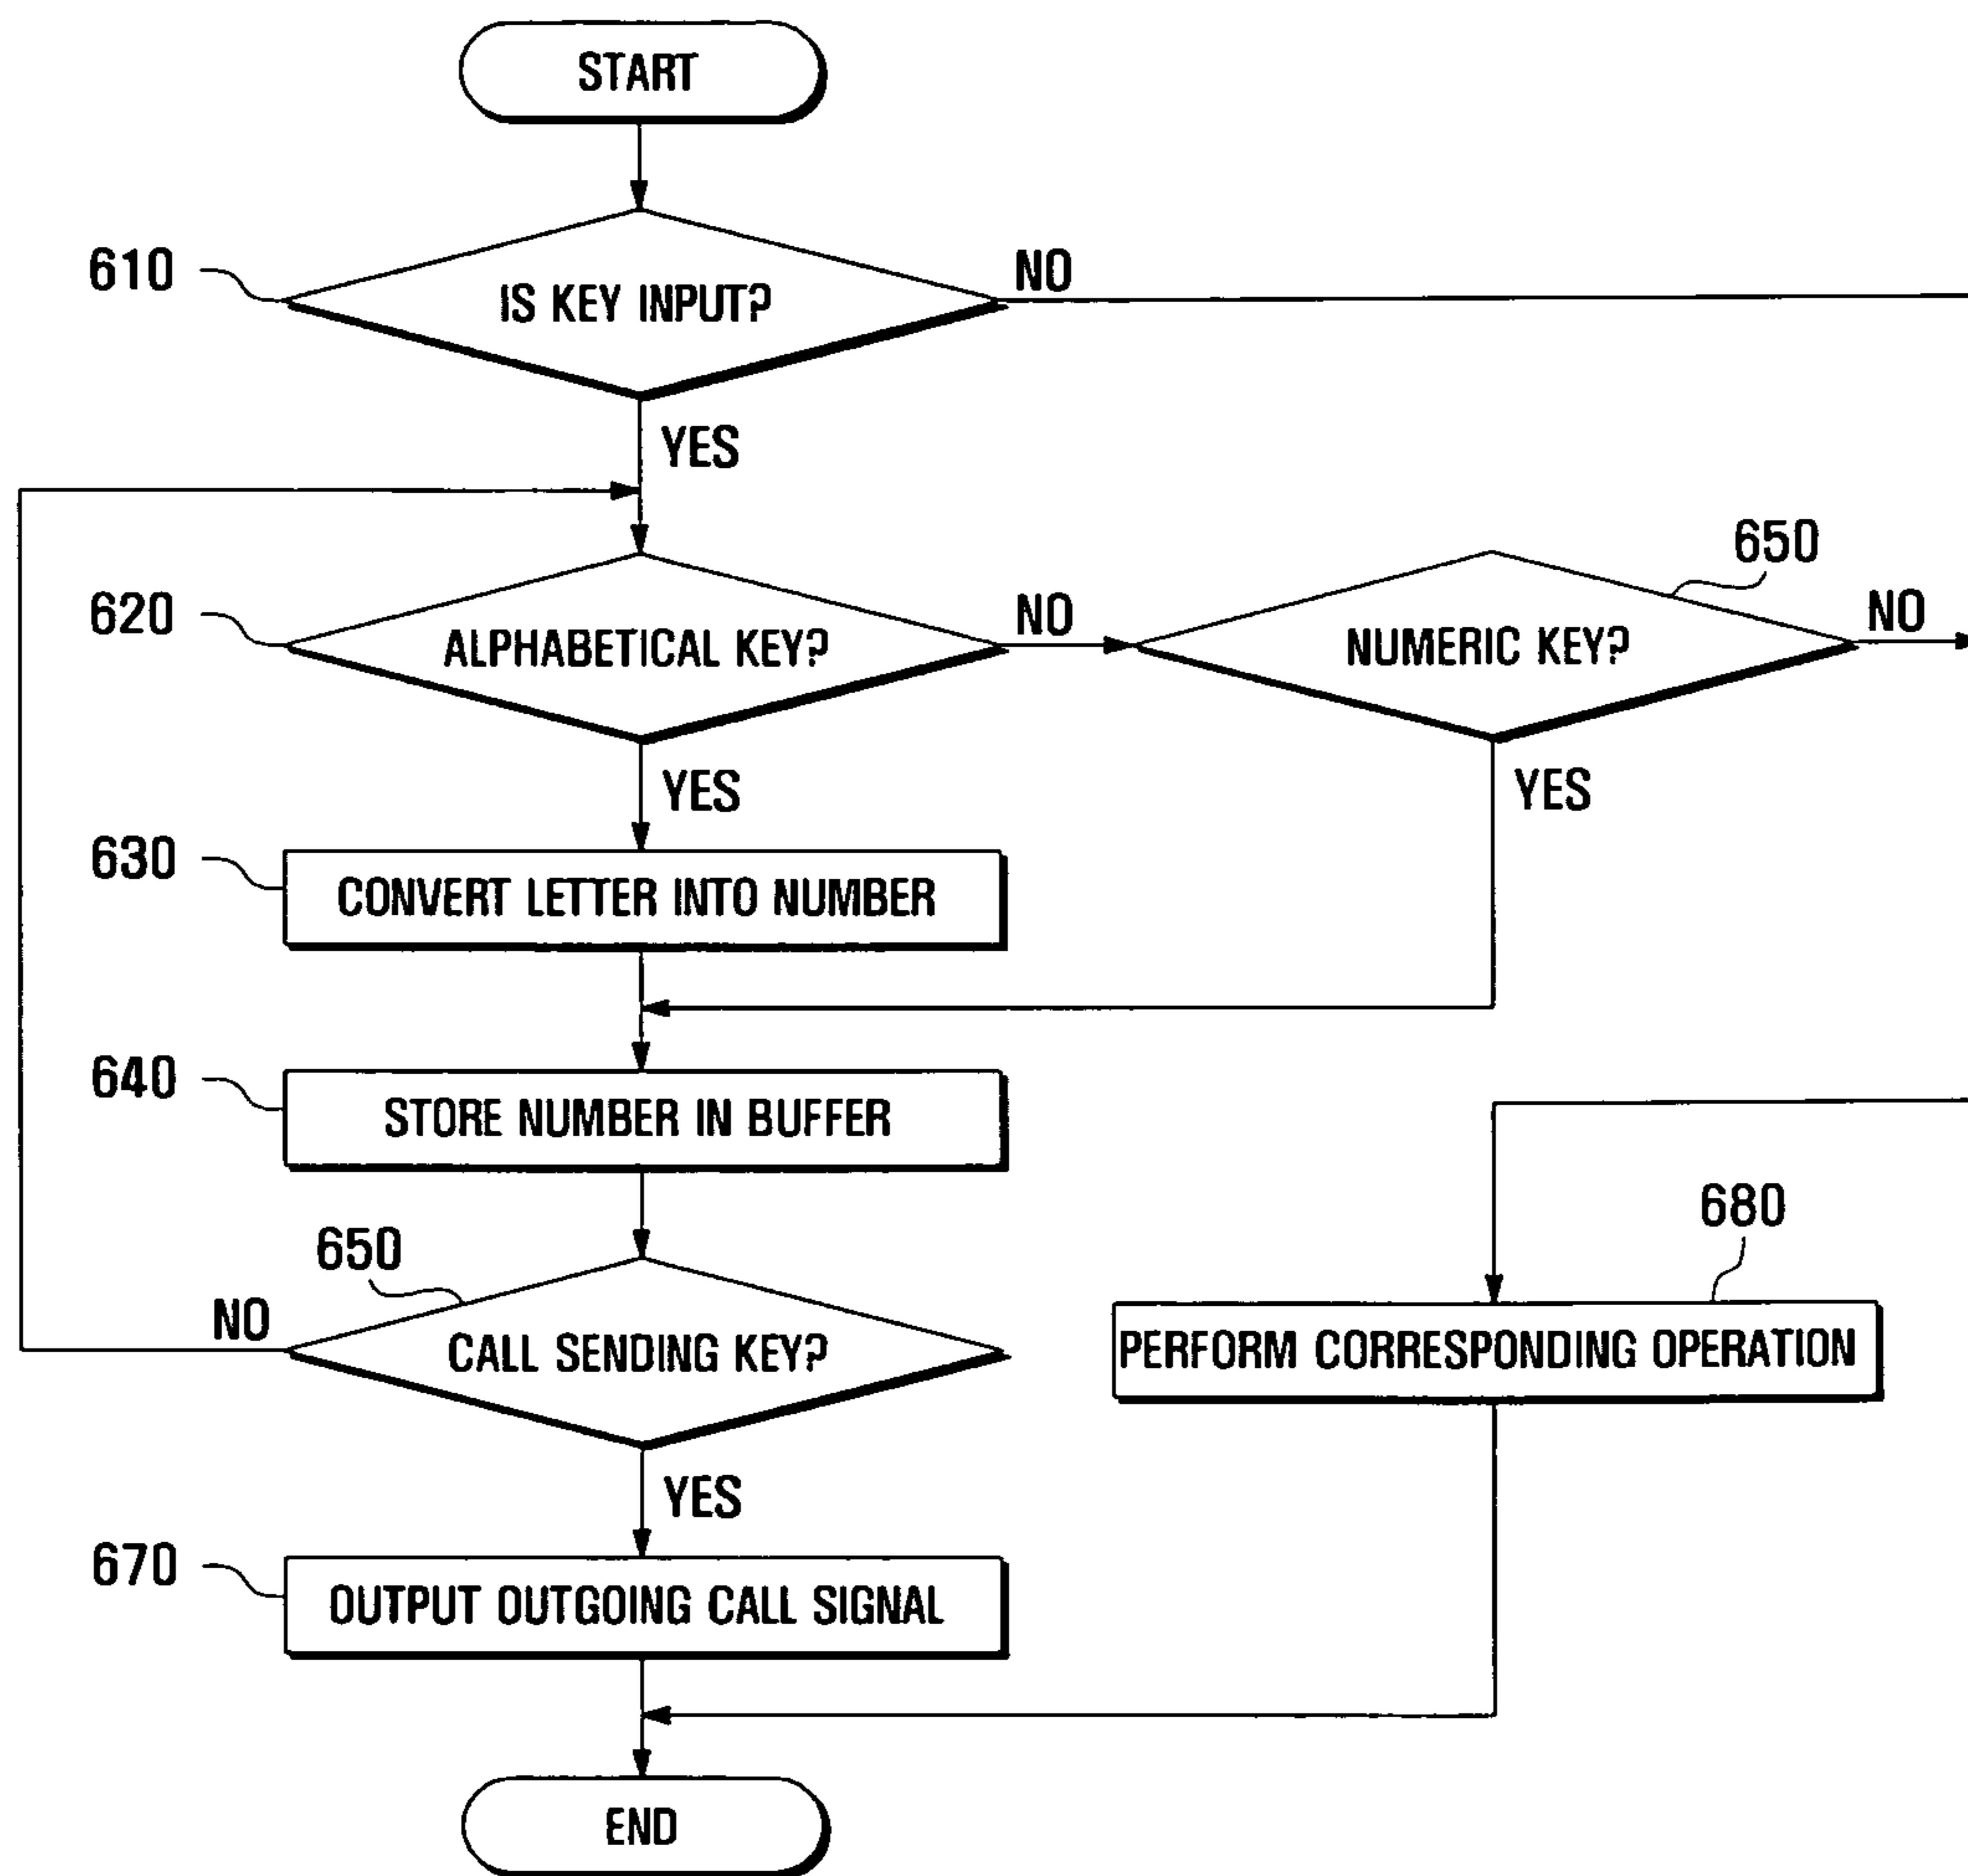 START
610
IS KEY INPUT?
NO
YES
620
ALPHABETICAL KEY?
NO
650
NUMERIC KEY?
NO
YES
YES
630
CONVERT LETTER INTO NUMBER
640
STORE NUMBER IN BUFFER
650
NO
CALL SENDING KEY?
680
PERFORM CORRESPONDING OPERATION
YES
670
OUTPUT OUTGOING CALL SIGNAL
END